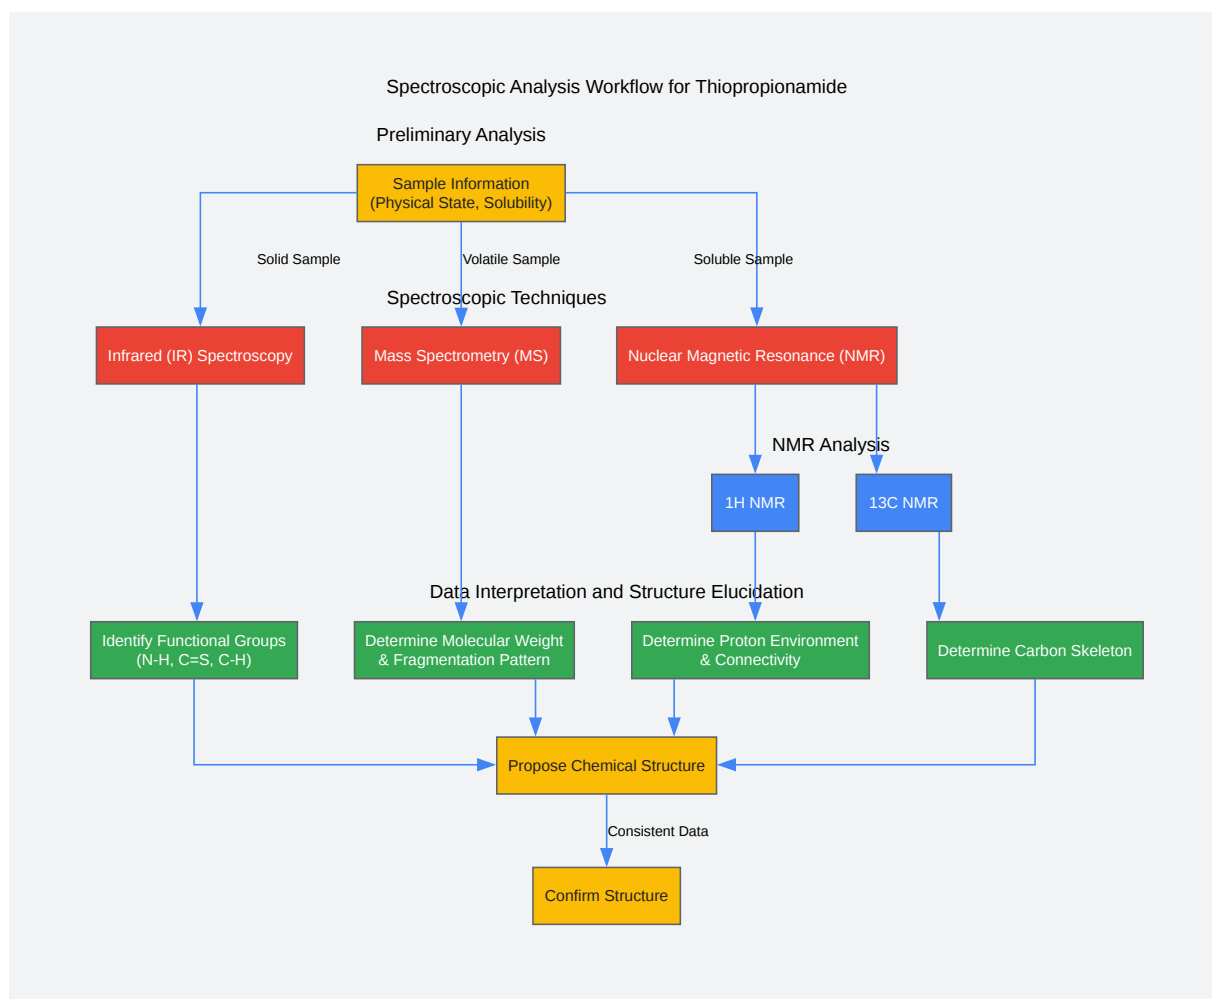 Spectroscopic Analysis Workflow for Thiopropionamide
Preliminary Analysis
Sample Information
(Physical State, Solubility)
Solid Sample
Volatile Sample
Soluble Sample
Spectroscopic Techniques
Infrared (IR) Spectroscopy
Mass Spectrometry (MS)
Nuclear Magnetic Resonance (NMR)
NMR Analysis
1H NMR
13C NMR
Data Interpretation and Structure Elucidation
Identify Functional Groups
(N-H, C=S, C-H)
Determine Molecular Weight
& Fragmentation Pattern
Determine Proton Environment
& Connectivity
Determine Carbon Skeleton
Propose Chemical Structure
Consistent Data
Confirm Structure